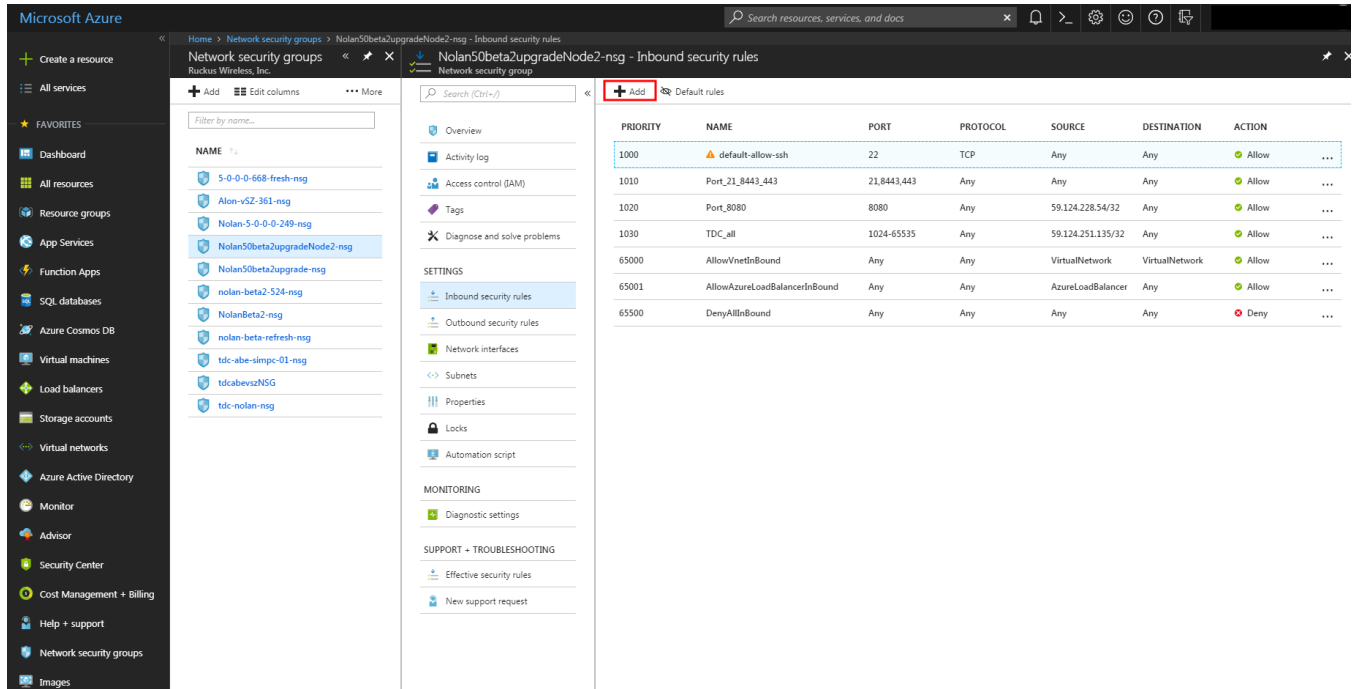 Microsoft Azure
Search resources, services, and docs
Home > Network security groups > Nolan50beta2upgradeNode2-nsg - Inbound security rules
Create a resource
All services
FAVORITES
Dashboard
All resources
Resource groups
App Services
Function Apps
SQL databases
Azure Cosmos DB
Virtual machines
Load balancers
Storage accounts
Virtual networks
Azure Active Directory
Monitor
Advisor
Security Center
Cost Management + Billing
Help + support
Network security groups
Images
Network security groups
Ruckus Wireless, Inc.
Add Edit columns ••• More
Filter by name...
NAME
5-0-0-0-668-fresh-nsg
Alon-vSZ-361-nsg
Nolan-5-0-0-0-249-nsg
Nolan50beta2upgradeNode2-nsg
Nolan50beta2upgrade-nsg
nolan-beta2-524-nsg
NolanBeta2-nsg
nolan-beta-refresh-nsg
tdc-abe-simpc-01-nsg
tdcabevszNSG
tdc-nolan-nsg
Nolan50beta2upgradeNode2-nsg - Inbound security rules
Network security group
Search (Ctrl+/)
Overview
Activity log
Access control (IAM)
Tags
Diagnose and solve problems
SETTINGS
Inbound security rules
Outbound security rules
Network interfaces
Subnets
Properties
Locks
Automation script
MONITORING
Diagnostic settings
SUPPORT + TROUBLESHOOTING
Effective security rules
New support request
Add Default rules
PRIORITY NAME PORT PROTOCOL SOURCE DESTINATION ACTION
1000 default-allow-ssh 22 TCP Any Any Allow ...
1010 Port_21_8443_443 21,8443,443 Any Any Any Allow ...
1020 Port_8080 8080 Any 59.124.228.54/32 Any Allow ...
1030 TDC_all 1024-65535 Any 59.124.251.135/32 Any Allow ...
65000 AllowVnetInBound Any Any VirtualNetwork VirtualNetwork Allow ...
65001 AllowAzureLoadBalancerInBound Any Any AzureLoadBalancer Any Allow ...
65500 DenyAllInBound Any Any Any Any Deny ...